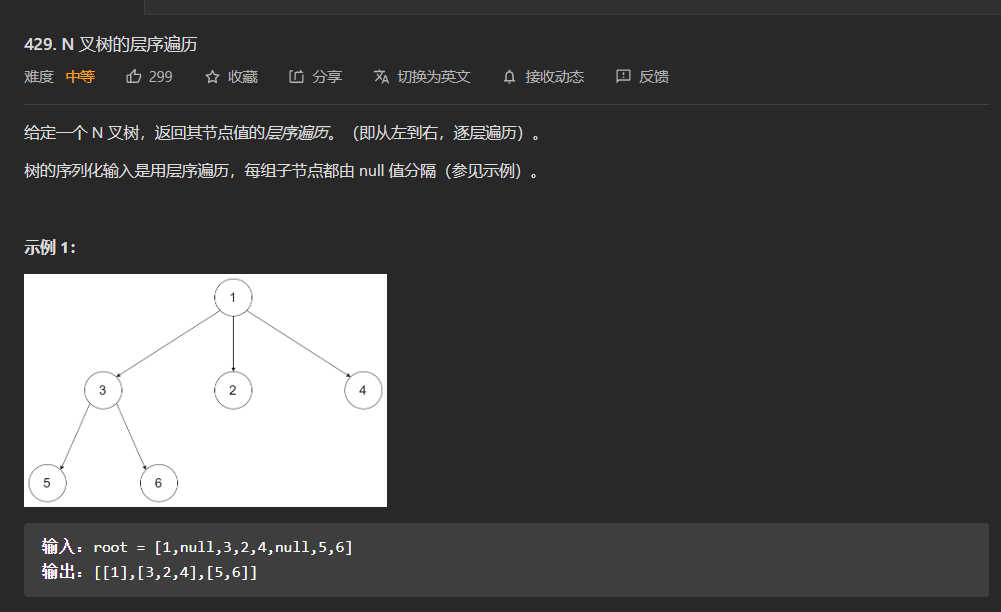 429. N 叉树的层序遍历
难度 中等 299 收藏 分享 切换为英文 接收动态 反馈
给定一个 N 叉树，返回其节点值的层序遍历。（即从左到右，逐层遍历）。
树的序列化输入是用层序遍历，每组子节点都由 null 值分隔（参见示例）。
示例 1：
1
3 2 4
5 6
输入：root = [1,null,3,2,4,null,5,6]
输出：[[1],[3,2,4],[5,6]]